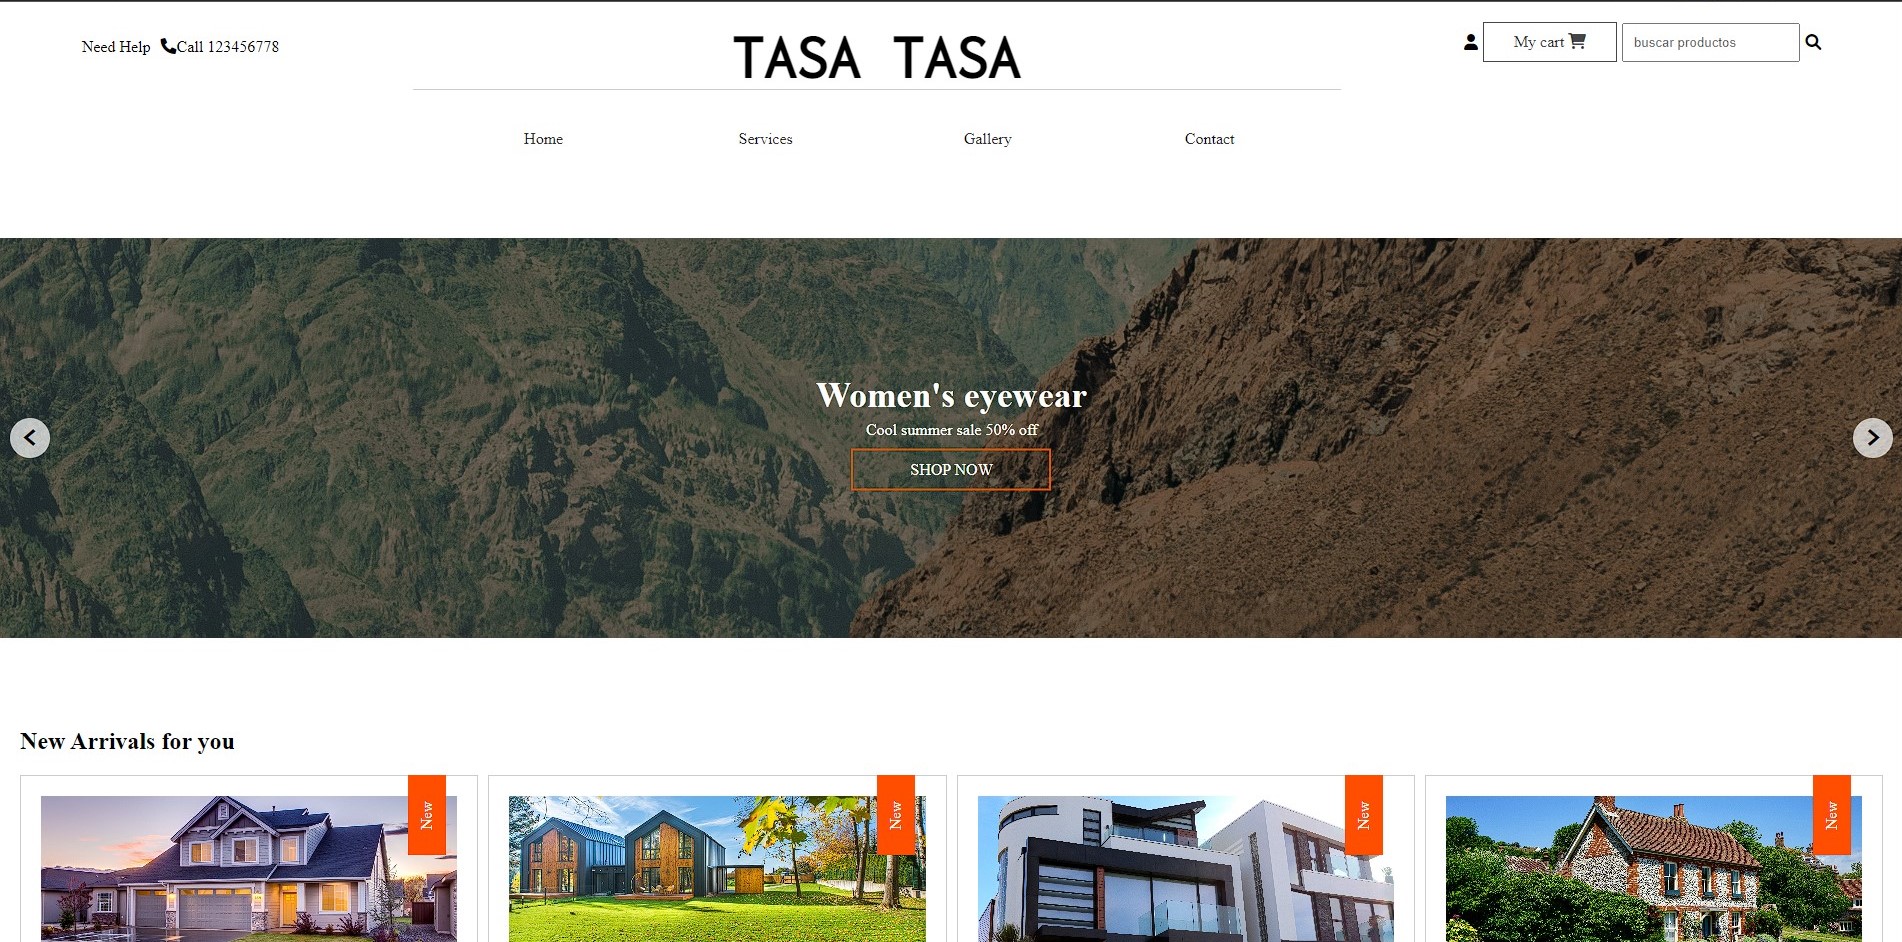 Need Help Call 123456778
TASA TASA
My cart
buscar productos
Home
Services
Gallery
Contact
Women's eyewear
Cool summer sale 50% off
SHOP NOW
New Arrivals for you
New
New
New
New